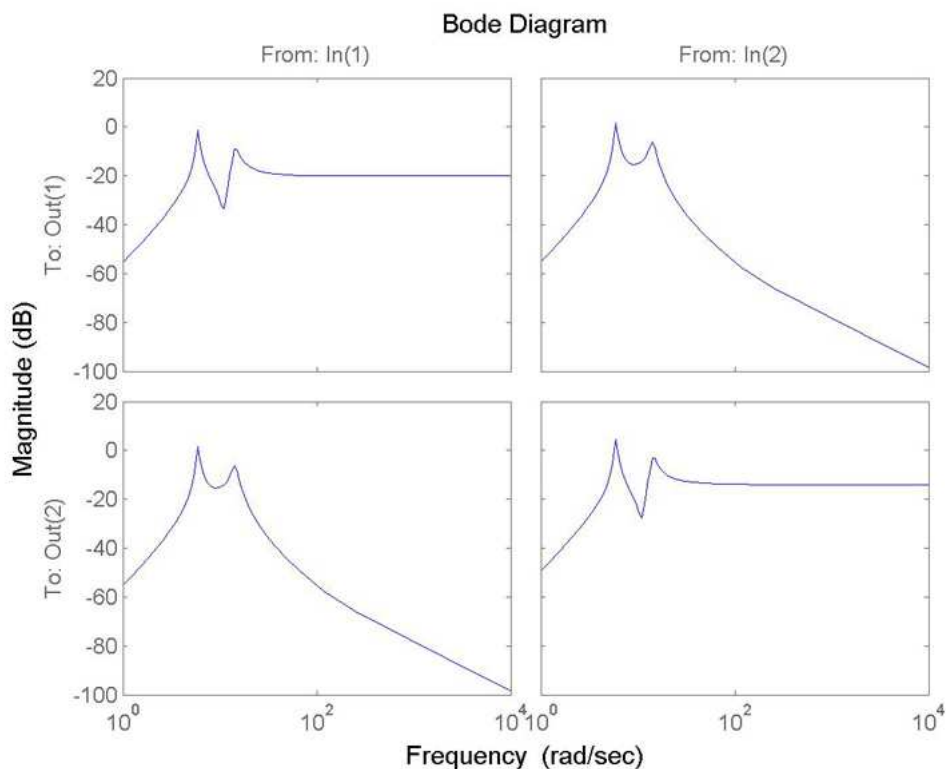 Bode Diagram
From: In(1)
From: In(2)
Magnitude (dB)
To: Out(1)
20
0
-20
-40
-60
-80
-100
To: Out(2)
20
0
-20
-40
-60
-80
-100
10^0
10^2
10^4
10^0
10^2
10^4
Frequency (rad/sec)